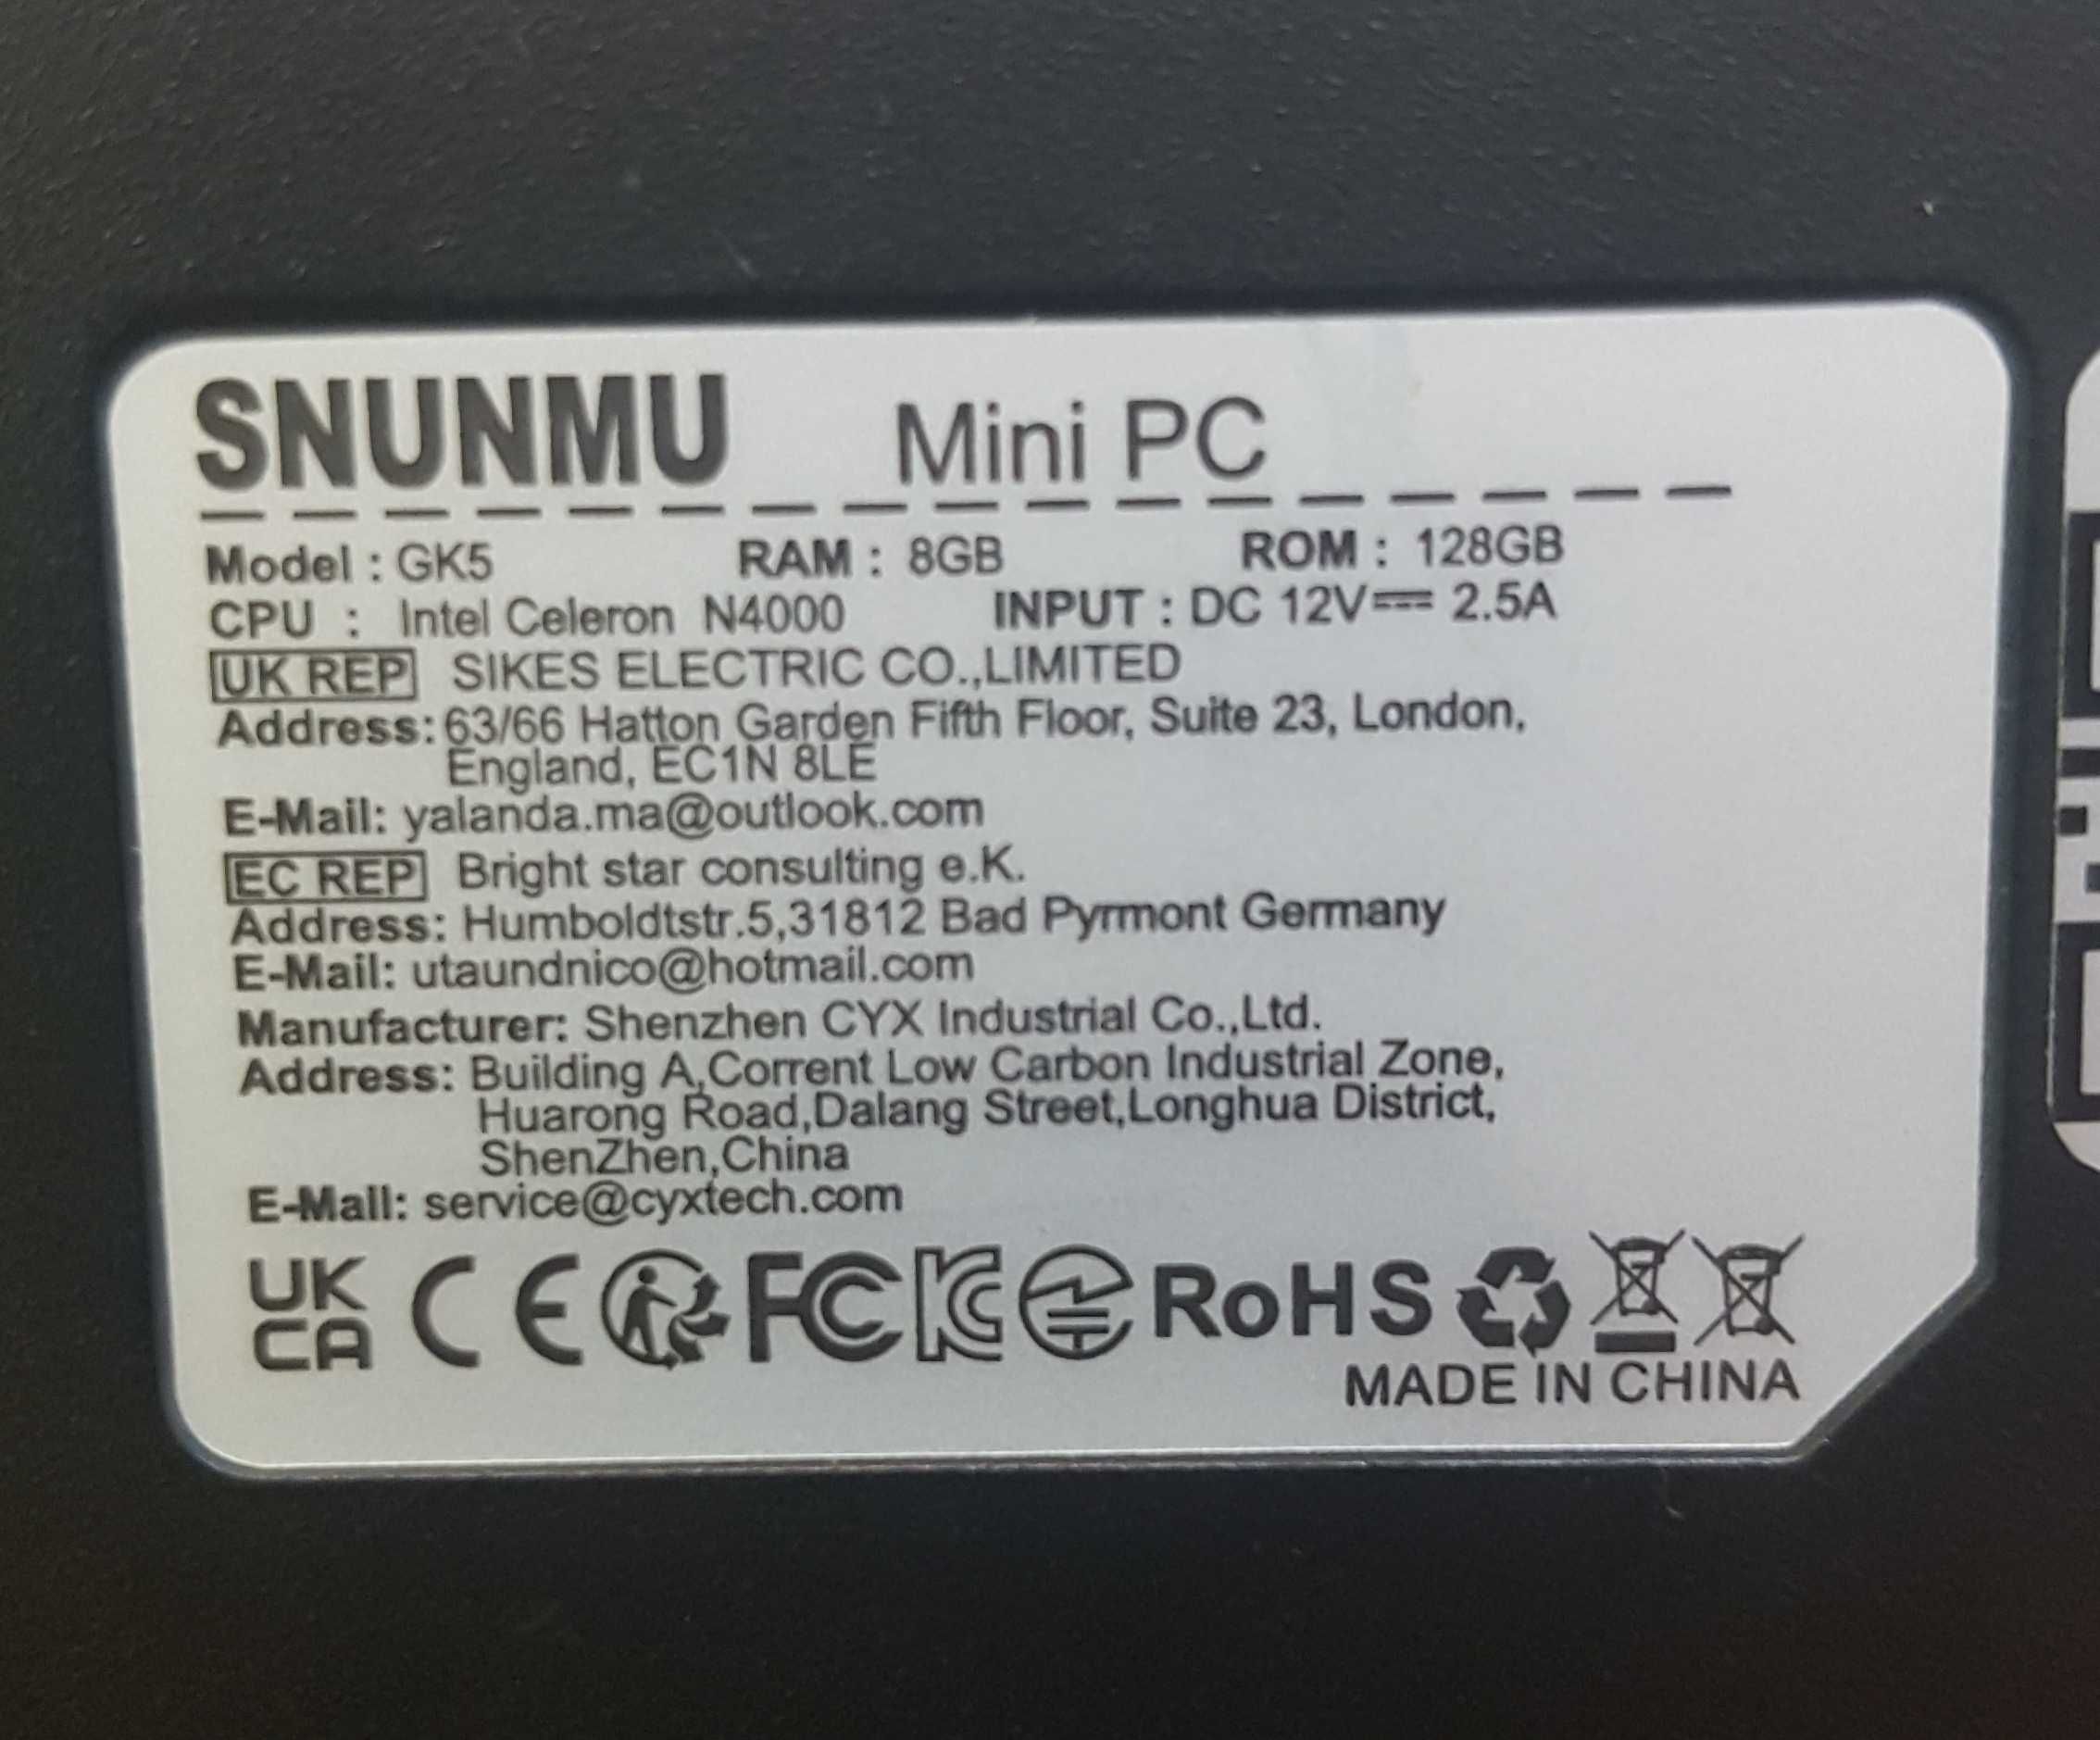 SNUNMU Mini PC
Model : GK5 RAM : 8GB ROM : 128GB
CPU : Intel Celeron N4000 INPUT : DC 12V⎓ 2.5A
UK REP SIKES ELECTRIC CO.,LIMITED
Address: 63/66 Hatton Garden Fifth Floor, Suite 23, London,
England, EC1N 8LE
E-Mail: yalanda.ma@outlook.com
EC REP Bright star consulting e.K.
Address: Humboldtstr.5,31812 Bad Pyrmont Germany
E-Mail: utaundnico@hotmail.com
Manufacturer: Shenzhen CYX Industrial Co.,Ltd.
Address: Building A,Corrent Low Carbon Industrial Zone,
Huarong Road,Dalang Street,Longhua District,
ShenZhen,China
E-Mail: service@cyxtech.com
UK CA CE FC KC RoHS
MADE IN CHINA